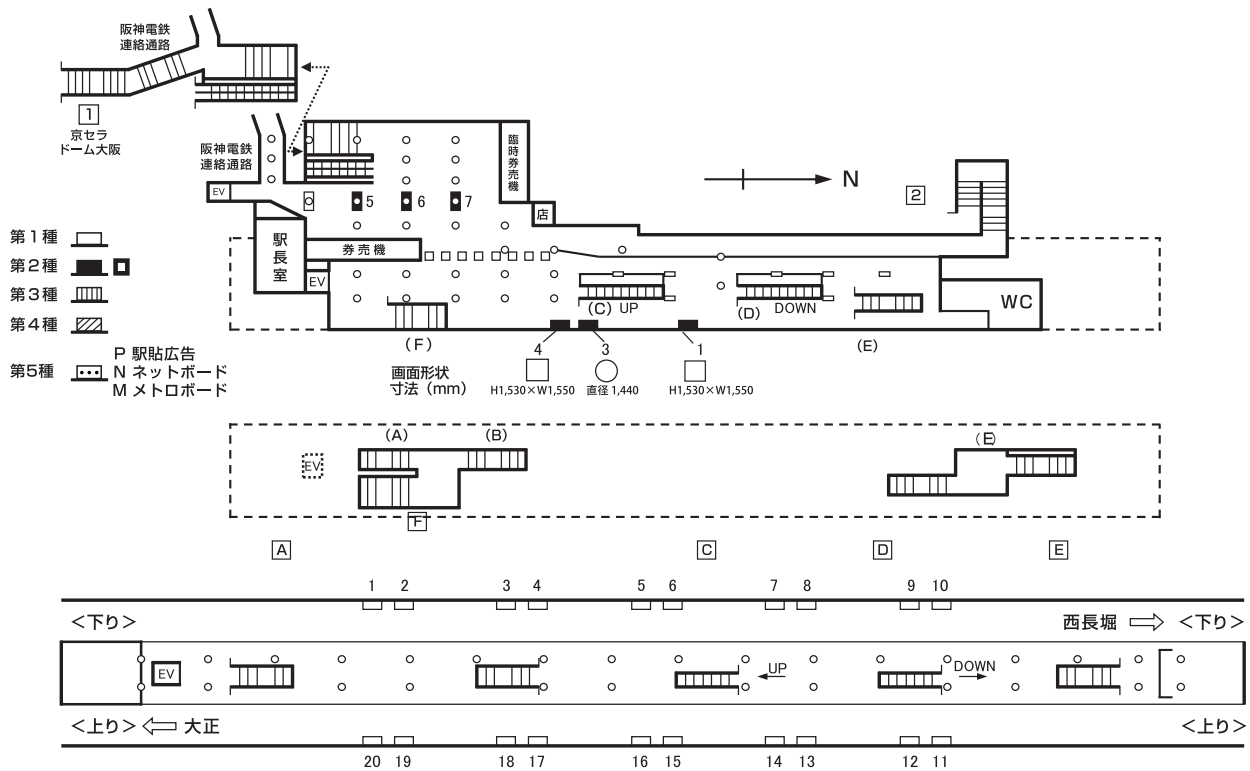 阪神電鉄
連絡通路
1
京セラ
ドーム大阪
阪神電鉄
連絡通路
EV
臨時券売機
N
2
5
6
7
店
第1種
第2種
第3種
第4種
第5種
P 駅貼広告
N ネットボード
M メトロボード
駅長室
券売機
EV
(C) UP
(D) DOWN
WC
(F)
4
3
1
(E)
画面形状
寸法(mm)
H1,530×W1,550
直径1,440
H1,530×W1,550
(A)
(B)
(E)
EV
F
A
C
D
E
1
2
3
4
5
6
7
8
9
10
<下り>
西長堀
<下り>
EV
UP
DOWN
<上り>
大正
<上り>
20
19
18
17
16
15
14
13
12
11